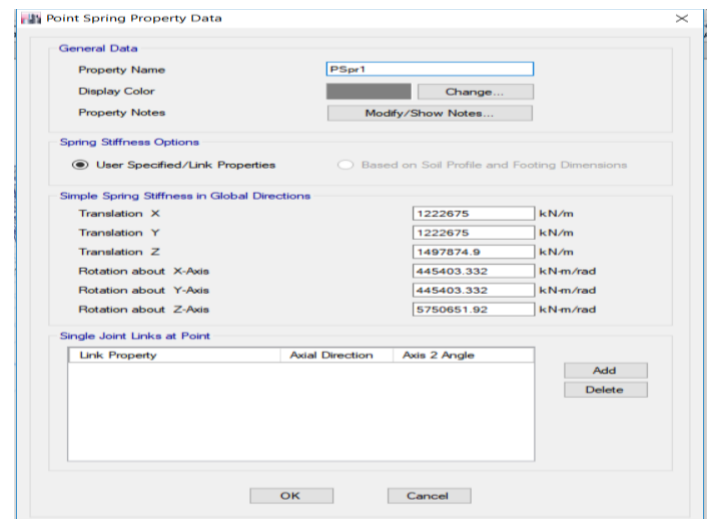 Point Spring Property Data
General Data
Property Name PSpr1
Display Color Change...
Property Notes Modify/Show Notes...
Spring Stiffness Options
User Specified/Link Properties Based on Soil Profile and Footing Dimensions
Simple Spring Stiffness in Global Directions
Translation X 1222675 kN/m
Translation Y 1222675 kN/m
Translation Z 1497874.9 kN/m
Rotation about X-Axis 445403.332 kN-m/rad
Rotation about Y-Axis 445403.332 kN-m/rad
Rotation about Z-Axis 5750651.92 kN-m/rad
Single Joint Links at Point
Link Property Axial Direction Axis 2 Angle
Add
Delete
OK Cancel